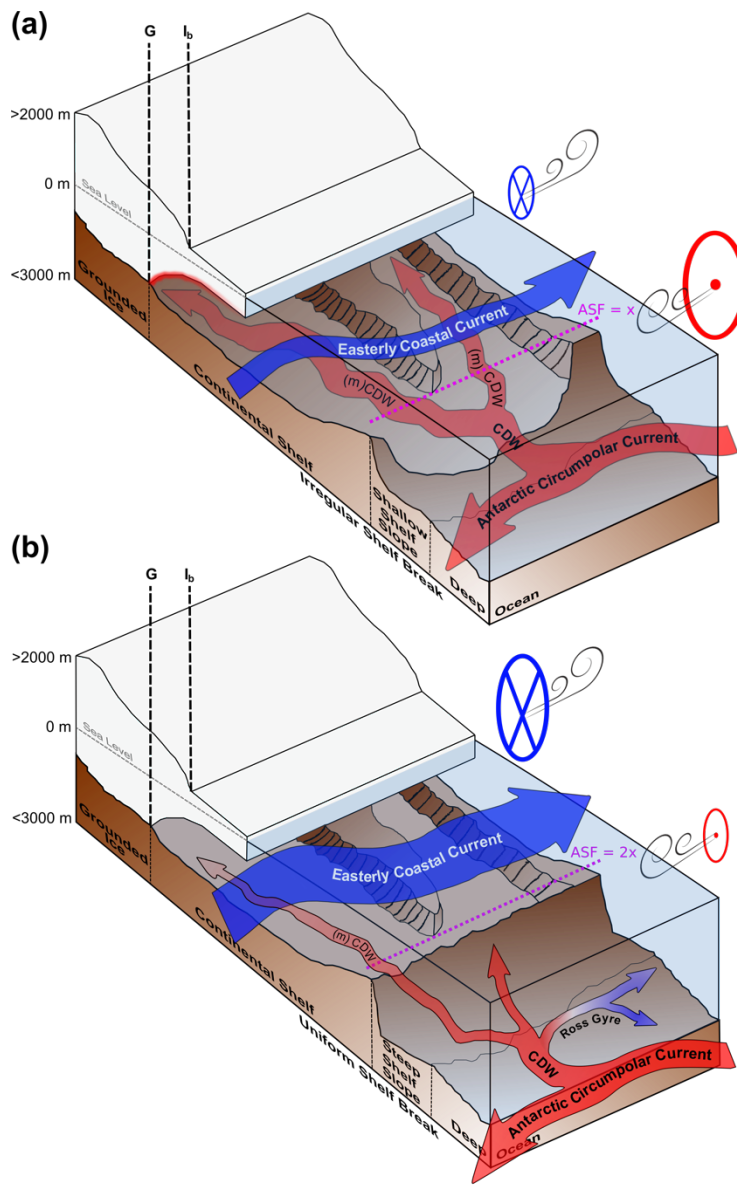 (a)
G
Ib
>2000 m
0 m
Sea Level
<3000 m
Grounded
Ice
Continental Shelf
Irregular Shelf Break
Shallow
Shelf
Slope
Deep
Ocean
ASF = x
Easterly Coastal Current
(m)CDW
(m) CDW
CDW
Antarctic Circumpolar Current
(b)
G
Ib
>2000 m
0 m
Sea Level
<3000 m
Grounded
Ice
Continental Shelf
Uniform Shelf Break
Steep
Shelf
Slope
Deep
Ocean
ASF = 2x
Easterly Coastal Current
(m) CDW
CDW
Ross Gyre
Antarctic Circumpolar Current